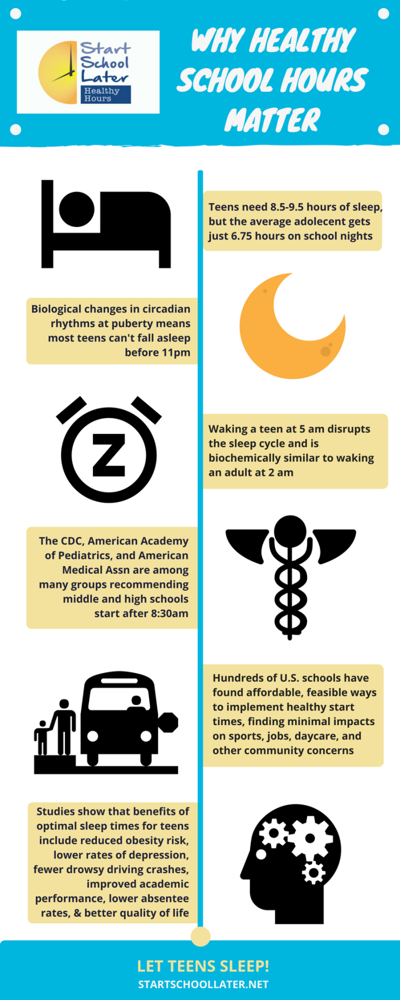 Start
School
Later
Healthy
Hours
WHY HEALTHY
SCHOOL HOURS
MATTER
Teens need 8.5-9.5 hours of sleep,
but the average adolecent gets
just 6.75 hours on school nights
Biological changes in circadian
rhythms at puberty means
most teens can't fall asleep
before 11pm
Z
Waking a teen at 5 am disrupts
the sleep cycle and is
biochemically similar to waking
an adult at 2 am
The CDC, American Academy
of Pediatrics, and American
Medical Assn are among
many groups recommending
middle and high schools
start after 8:30am
Hundreds of U.S. schools have
found affordable, feasible ways
to implement healthy start
times, finding minimal impacts
on sports, jobs, daycare, and
other community concerns
Studies show that benefits of
optimal sleep times for teens
include reduced obesity risk,
lower rates of depression,
fewer drowsy driving crashes,
improved academic
performance, lower absentee
rates, & better quality of life
LET TEENS SLEEP!
STARTSCHOOLLATER.NET